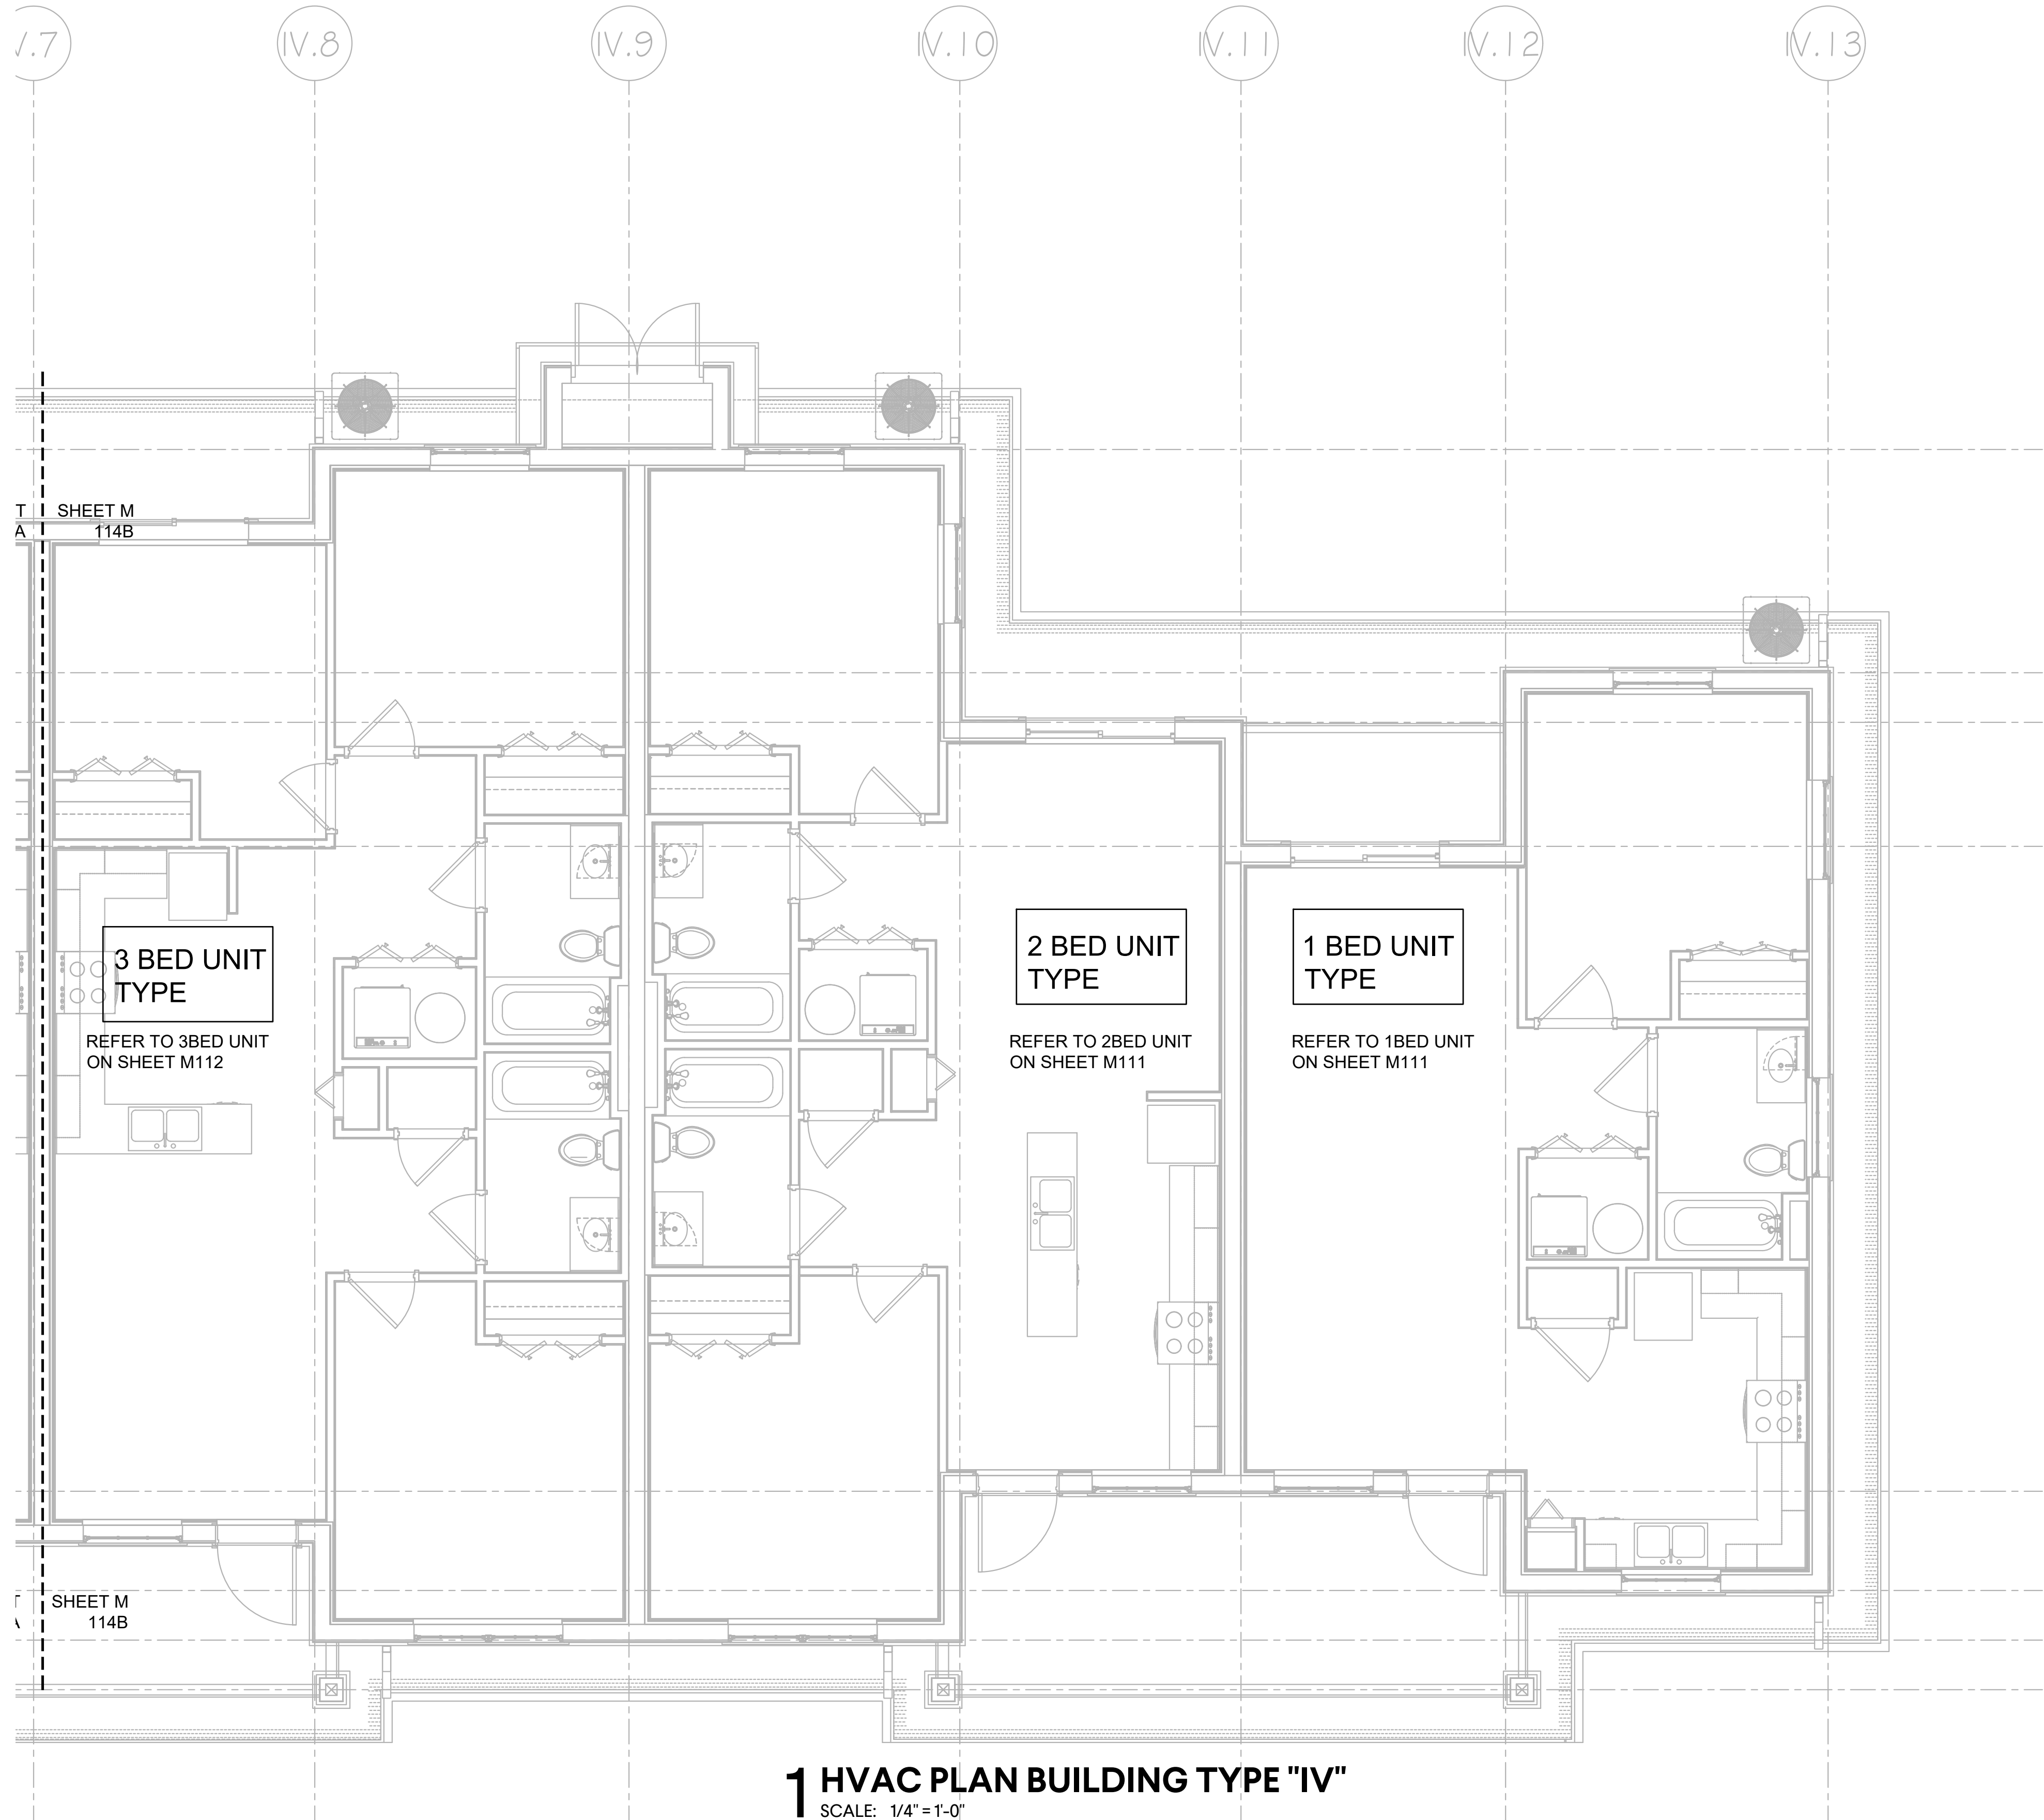 IV.7
IV.8
IV.9
IV.10
IV.11
IV.12
IV.13
T SHEET M
A 114B
3 BED UNIT
TYPE
REFER TO 3BED UNIT
ON SHEET M112
2 BED UNIT
TYPE
REFER TO 2BED UNIT
ON SHEET M111
1 BED UNIT
TYPE
REFER TO 1BED UNIT
ON SHEET M111
T SHEET M
A 114B
1 HVAC PLAN BUILDING TYPE "IV"
SCALE: 1/4" = 1'-0"